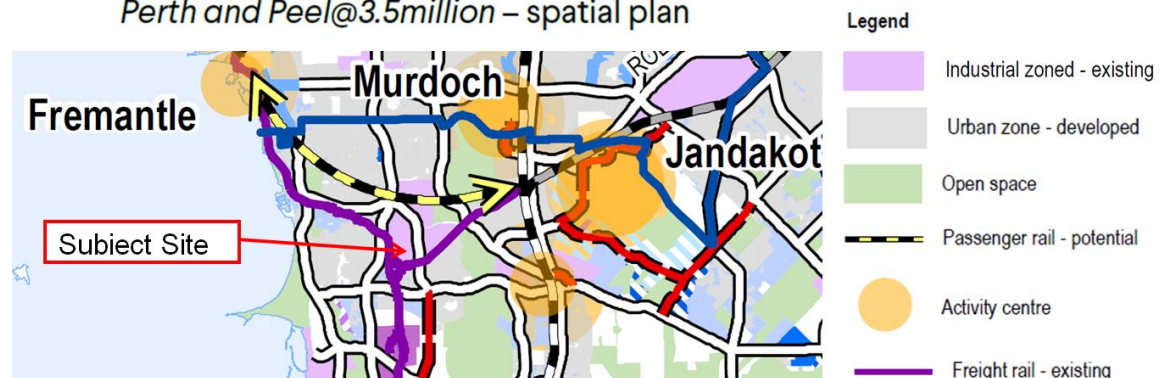 Perth and Peel@3.5million – spatial plan
Legend
Industrial zoned - existing
Urban zone - developed
Open space
Passenger rail - potential
Activity centre
Freight rail - existing
ROE
Murdoch
Fremantle
Jandakot
Subject Site